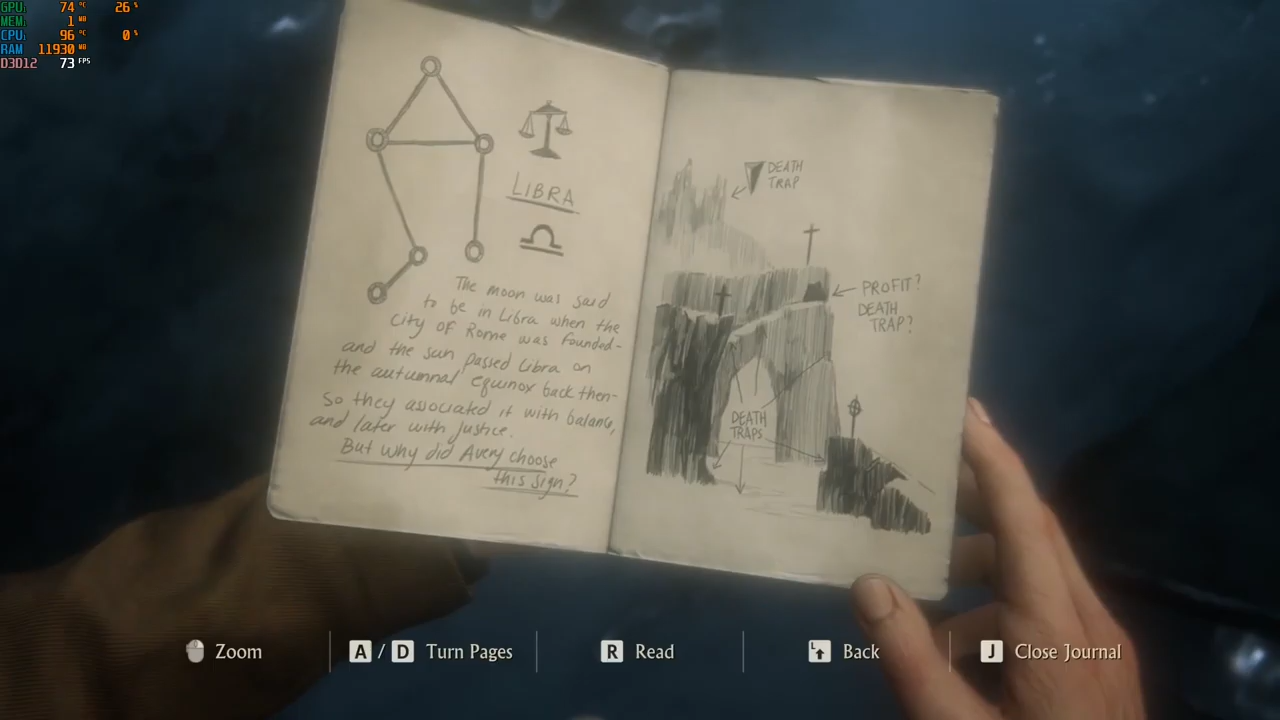 GPU: 74 °C 26 %
MEM: 1 MB
CPU: 96 °C 0 %
RAM 11930 MB
D3D12 73 FPS
LIBRA
The moon was said
to be in Libra when the
City of Rome was founded-
and the sun passed Libra on
the autumnal equinox back then-
So they associated it with balance,
and later with justice.
But why did Avery choose
this sign?
DEATH
TRAP
PROFIT?
DEATH
TRAP?
DEATH
TRAPS
Zoom
A / D Turn Pages
R Read
L Back
J Close Journal